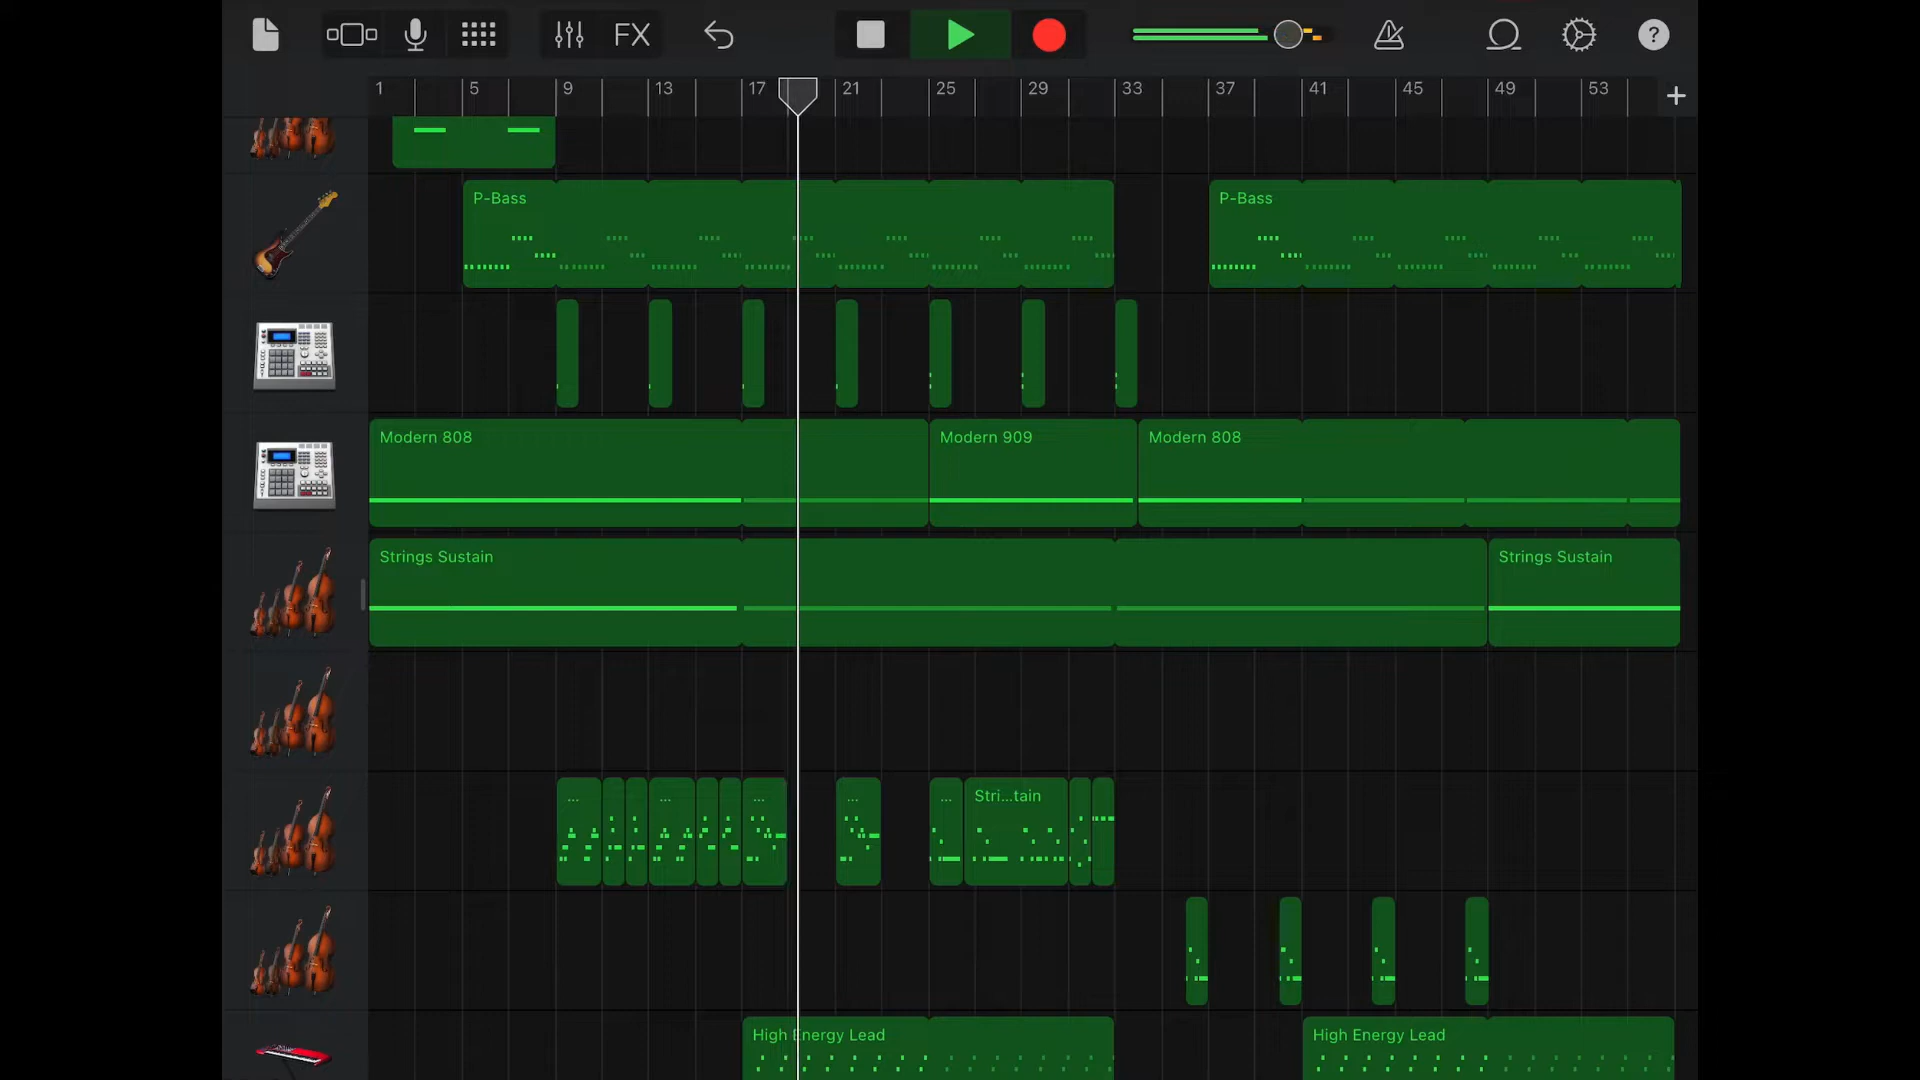 FX
?
1 5 9 13 17 21 25 29 33 37 41 45 49 53 +
P-Bass P-Bass
Modern 808 Modern 909 Modern 808
Strings Sustain Strings Sustain
... ... ... ... ... Stri...tain
High Energy Lead High Energy Lead